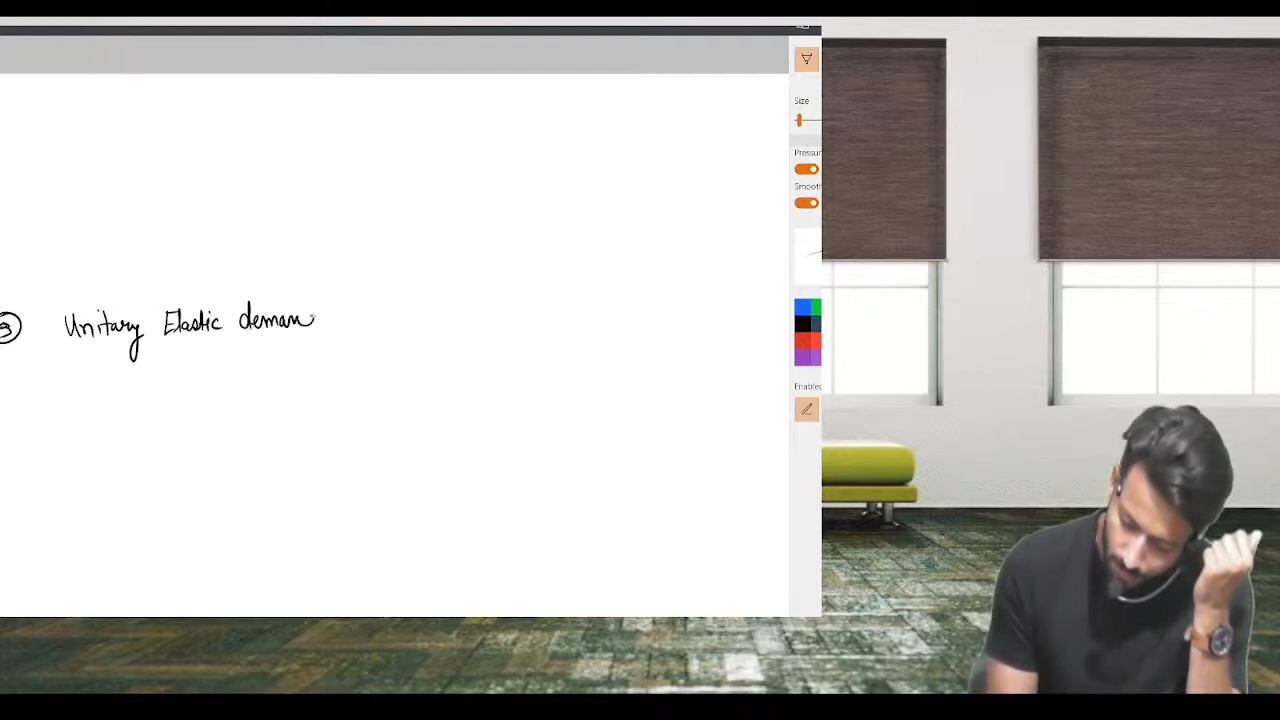 Size
Pressur
Smooth
③ Unitary Elastic deman
Enabled